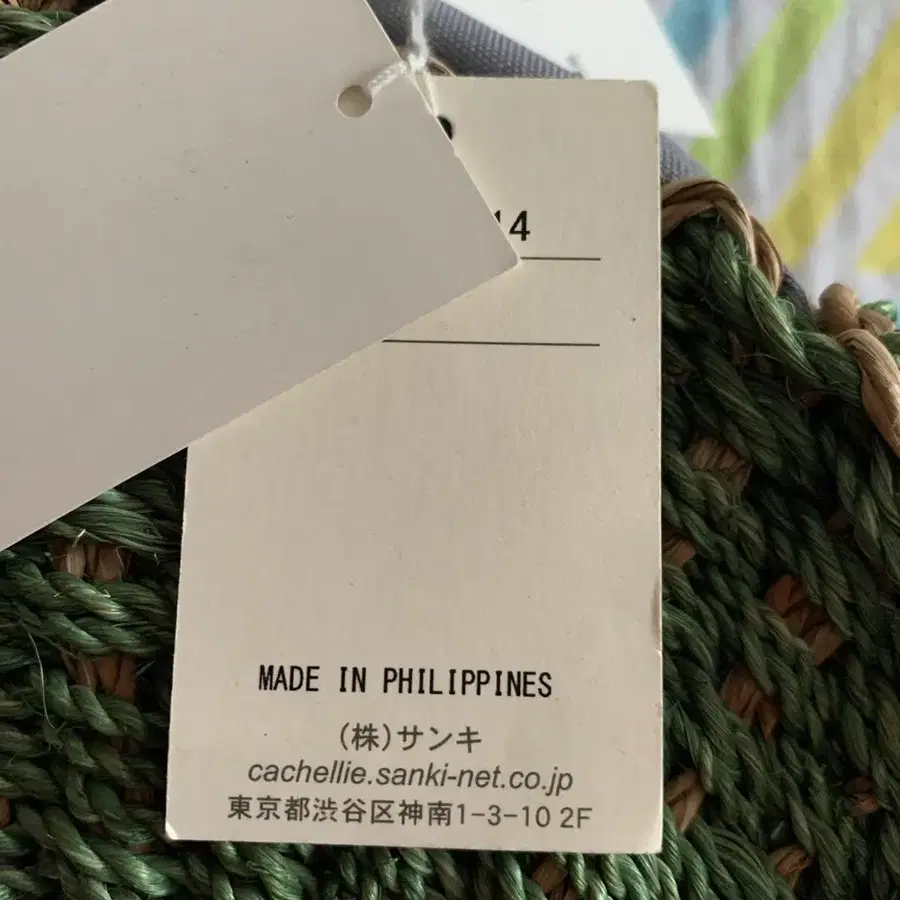 14
MADE IN PHILIPPINES
(株)サンキ
cachellie.sanki-net.co.jp
東京都渋谷区神南1-3-10 2F